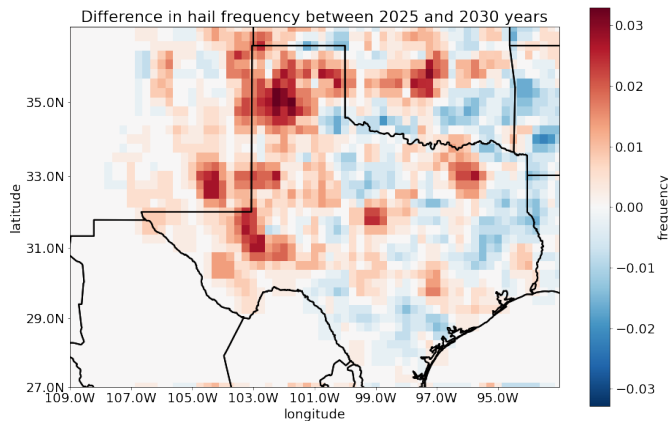 Difference in hail frequency between 2025 and 2030 years
35.0N
33.0N
31.0N
29.0N
27.0N
latitude
109.0W 107.0W 105.0W 103.0W 101.0W 99.0W 97.0W 95.0W
longitude
0.03
0.02
0.01
0.00
−0.01
−0.02
−0.03
frequency